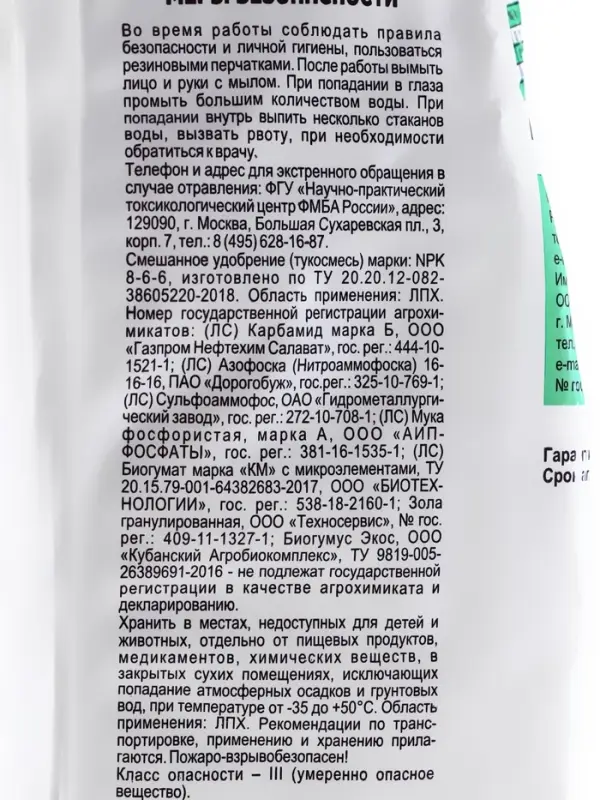 МЕРЫ БЕЗОПАСНОСТИ
Во время работы соблюдать правила
безопасности и личной гигиены, пользоваться
резиновыми перчатками. После работы вымыть
лицо и руки с мылом. При попадании в глаза
промыть большим количеством воды. При
попадании внутрь выпить несколько стаканов
воды, вызвать рвоту, при необходимости
обратиться к врачу.
Телефон и адрес для экстренного обращения в
случае отравления: ФГУ «Научно-практический
токсикологический центр ФМБА России», адрес:
129090, г. Москва, Большая Сухаревская пл., 3,
корп. 7, тел.: 8 (495) 628-16-87.
Смешанное удобрение (тукосмесь) марки: NPK
8-6-6, изготовлено по ТУ 20.20.12-082-
38605220-2018. Область применения: ЛПХ.
Номер государственной регистрации агрохи-
микатов: (ЛС) Карбамид марка Б, ООО
«Газпром Нефтехим Салават», гос. рег.: 444-10-
1521-1; (ЛС) Азофоска (Нитроаммофоска) 16-
16-16, ПАО «Дорогобуж», гос.рег.: 325-10-769-1;
(ЛС) Сульфоаммофос, ОАО «Гидрометаллурги-
ческий завод», гос. рег.: 272-10-708-1; (ЛС) Мука
фосфористая, марка А, ООО «АИП-
ФОСФАТЫ», гос. рег.: 381-16-1535-1; (ЛС)
Биогумат марка «КМ» с микроэлементами, ТУ
20.15.79-001-64382683-2017, ООО «БИОТЕХ-
НОЛОГИИ», гос. рег.: 538-18-2160-1; Зола
гранулированная, ООО «Техносервис», № гос.
рег.: 409-11-1327-1; Биогумус Экос, ООО
«Кубанский Агробиокомплекс», ТУ 9819-005-
26389691-2016 - не подлежат государственной
регистрации в качестве агрохимиката и
декларированию.
Хранить в местах, недоступных для детей и
животных, отдельно от пищевых продуктов,
медикаментов, химических веществ, в
закрытых сухих помещениях, исключающих
попадание атмосферных осадков и грунтовых
вод, при температуре от -35 до +50°С. Область
применения: ЛПХ. Рекомендации по транс-
портировке, применению и хранению прила-
гаются. Пожаро-взрывобезопасен!
Класс опасности – III (умеренно опасное
вещество).
ООО
г. М
тел.
e-ma
№ гос
Срок